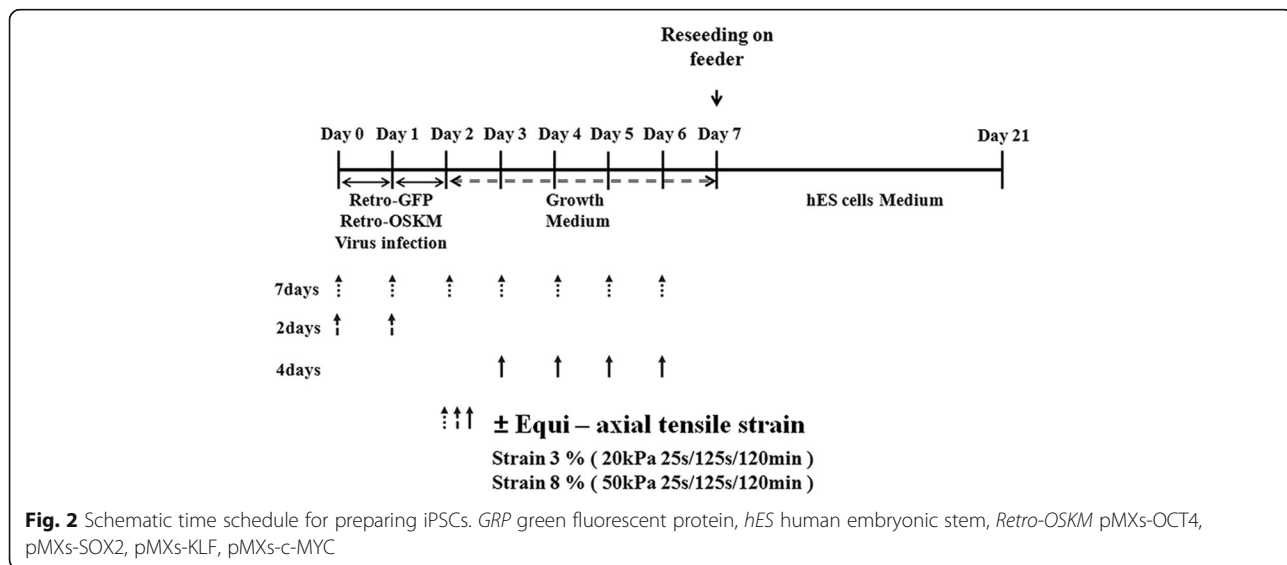 Reseeding on
feeder
Day 0 Day 1 Day 2 Day 3 Day 4 Day 5 Day 6 Day 7 Day 21
Retro-GFP
Retro-OSKM
Virus infection
Growth
Medium
hES cells Medium
7days
2days
4days
± Equi – axial tensile strain
Strain 3 % ( 20kPa 25s/125s/120min )
Strain 8 % ( 50kPa 25s/125s/120min )
Fig. 2 Schematic time schedule for preparing iPSCs. GRP green fluorescent protein, hES human embryonic stem, Retro-OSKM pMXs-OCT4,
pMXs-SOX2, pMXs-KLF, pMXs-c-MYC